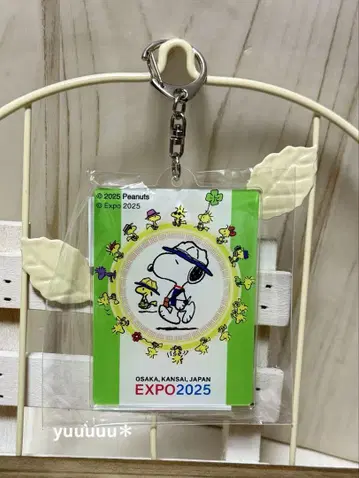 © 2025 Peanuts
© Expo 2025
OSAKA, KANSAI, JAPAN
EXPO2025
yuuuuu*